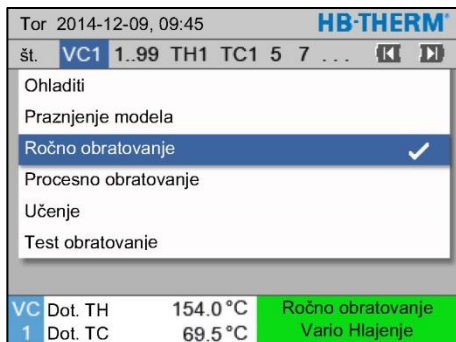 Tor 2014-12-09, 09:45 HB-THERM®
št. VC1 1..99 TH1 TC1 5 7 ...
Ohladiti
Praznjenje modela
Ročno obratovanje
Procesno obratovanje
Učenje
Test obratovanje
VC Dot. TH 154.0 °C Ročno obratovanje
1 Dot. TC 69.5 °C Vario Hlajenje